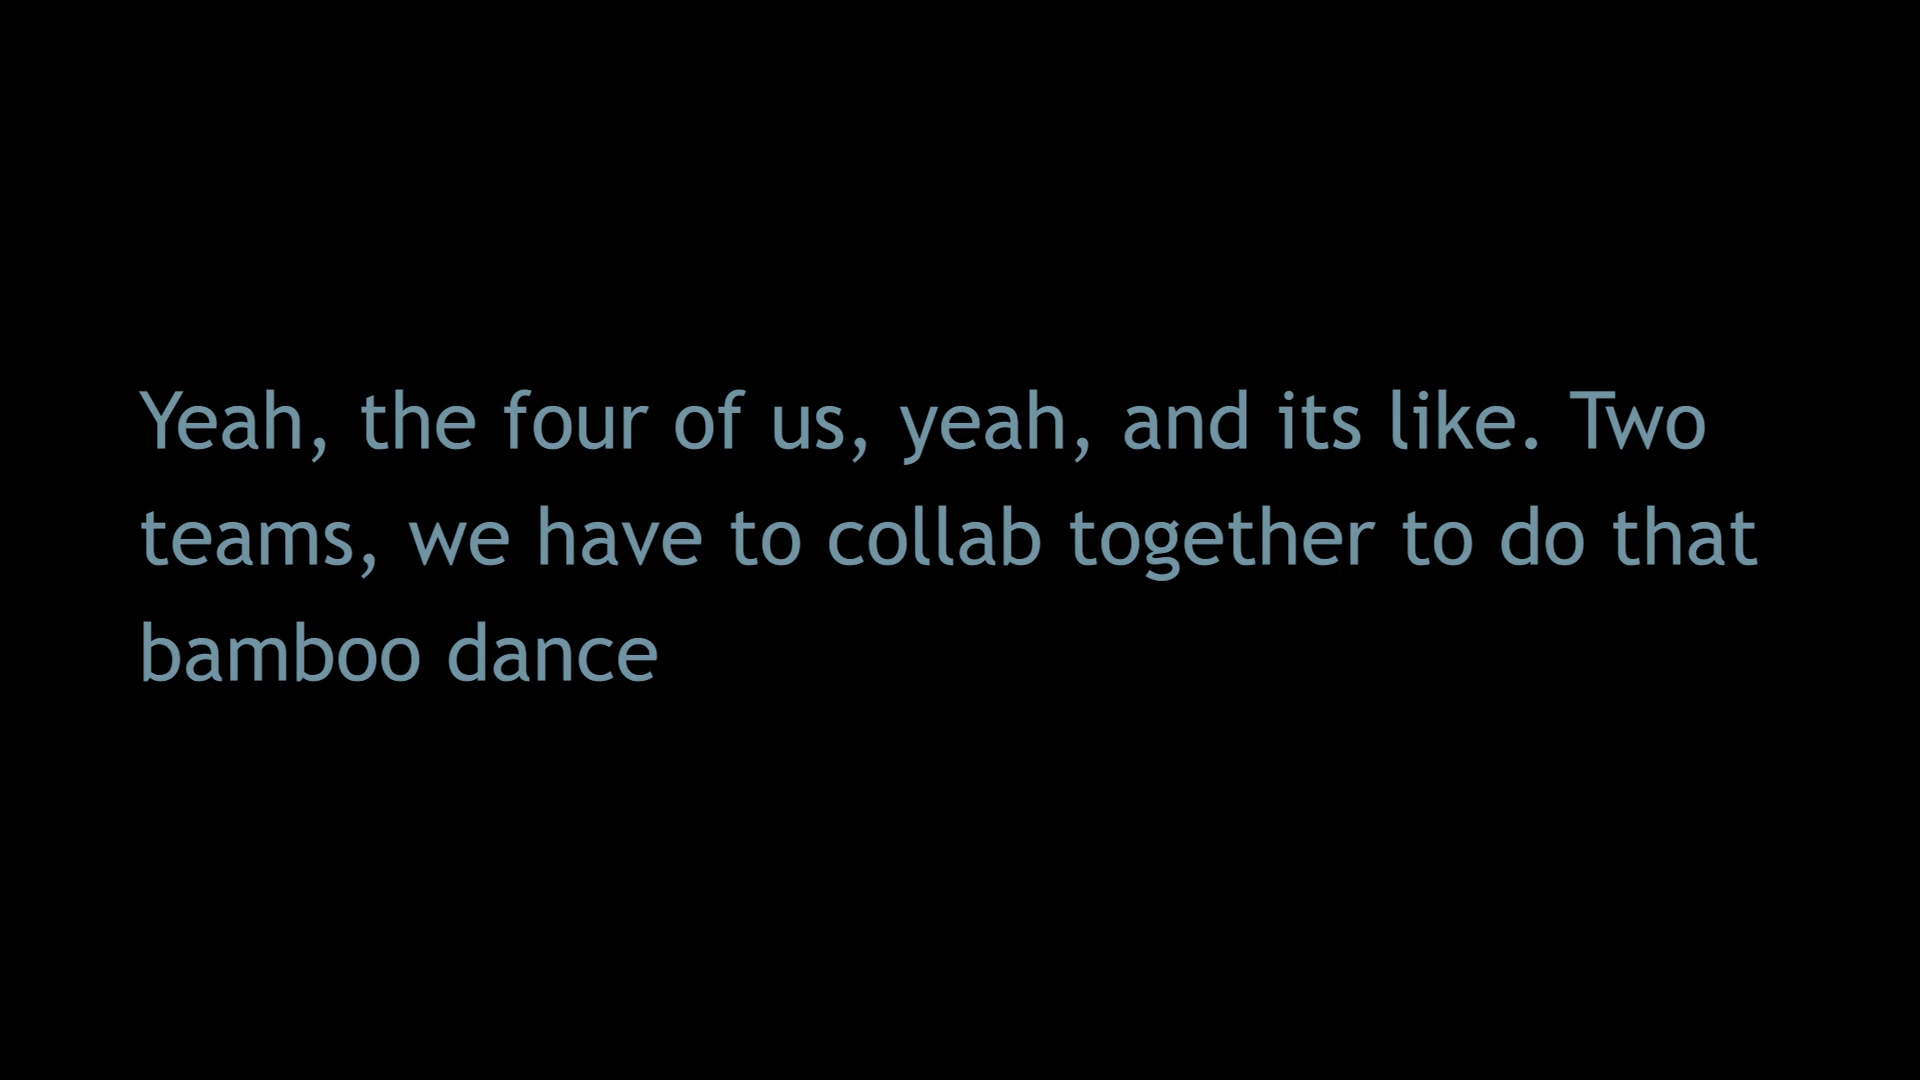 Yeah, the four of us, yeah, and its like. Two
teams, we have to collab together to do that
bamboo dance